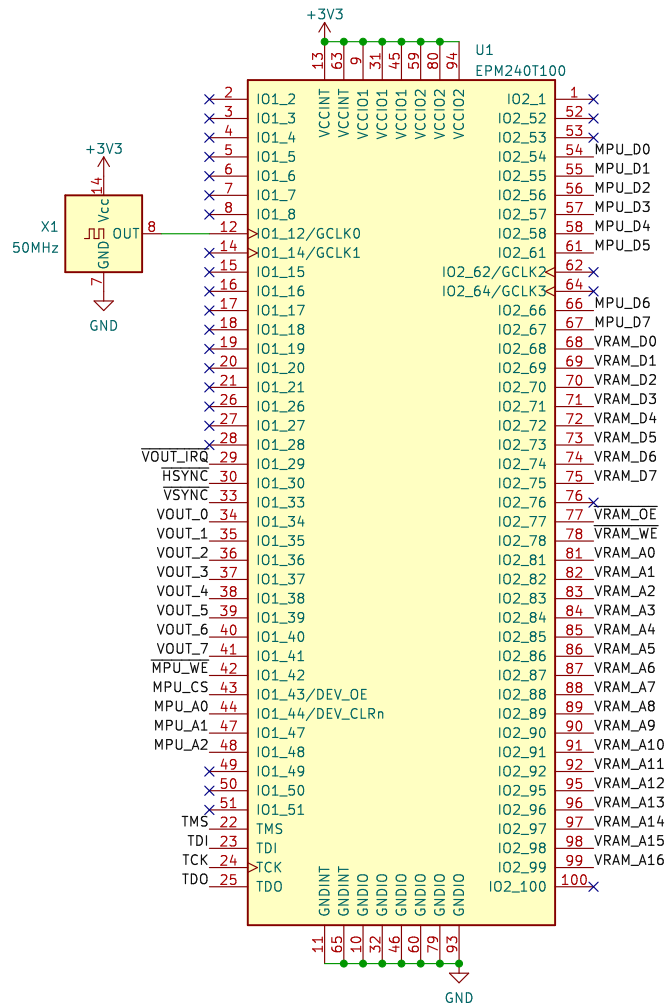 +3V3
U1
EPM240T100
13 63 9 31 45 59 80 94
VCCINT VCCINT VCCIO1 VCCIO1 VCCIO1 VCCIO2 VCCIO2 VCCIO2
2 IO1_2 IO2_1 1
3 IO1_3 IO2_52 52
4 IO1_4 IO2_53 53
5 IO1_5 IO2_54 54 MPU_D0
6 IO1_6 IO2_55 55 MPU_D1
7 IO1_7 IO2_56 56 MPU_D2
8 IO1_8 IO2_57 57 MPU_D3
12 IO1_12/GCLK0 IO2_58 58 MPU_D4
14 IO1_14/GCLK1 IO2_61 61 MPU_D5
15 IO1_15 IO2_62/GCLK2 62
16 IO1_16 IO2_64/GCLK3 64
17 IO1_17 IO2_66 66 MPU_D6
18 IO1_18 IO2_67 67 MPU_D7
19 IO1_19 IO2_68 68 VRAM_D0
20 IO1_20 IO2_69 69 VRAM_D1
21 IO1_21 IO2_70 70 VRAM_D2
26 IO1_26 IO2_71 71 VRAM_D3
27 IO1_27 IO2_72 72 VRAM_D4
28 IO1_28 IO2_73 73 VRAM_D5
VOUT_IRQ 29 IO1_29 IO2_74 74 VRAM_D6
HSYNC 30 IO1_30 IO2_75 75 VRAM_D7
VSYNC 33 IO1_33 IO2_76 76
VOUT_0 34 IO1_34 IO2_77 77 VRAM_OE
VOUT_1 35 IO1_35 IO2_78 78 VRAM_WE
VOUT_2 36 IO1_36 IO2_81 81 VRAM_A0
VOUT_3 37 IO1_37 IO2_82 82 VRAM_A1
VOUT_4 38 IO1_38 IO2_83 83 VRAM_A2
VOUT_5 39 IO1_39 IO2_84 84 VRAM_A3
VOUT_6 40 IO1_40 IO2_85 85 VRAM_A4
VOUT_7 41 IO1_41 IO2_86 86 VRAM_A5
MPU_WE 42 IO1_42 IO2_87 87 VRAM_A6
MPU_CS 43 IO1_43/DEV_OE IO2_88 88 VRAM_A7
MPU_A0 44 IO1_44/DEV_CLRn IO2_89 89 VRAM_A8
MPU_A1 47 IO1_47 IO2_90 90 VRAM_A9
MPU_A2 48 IO1_48 IO2_91 91 VRAM_A10
49 IO1_49 IO2_92 92 VRAM_A11
50 IO1_50 IO2_95 95 VRAM_A12
51 IO1_51 IO2_96 96 VRAM_A13
TMS 22 TMS IO2_97 97 VRAM_A14
TDI 23 TDI IO2_98 98 VRAM_A15
TCK 24 TCK IO2_99 99 VRAM_A16
TDO 25 TDO IO2_100 100
GNDINT GNDINT GNDIO GNDIO GNDIO GNDIO GNDIO GNDIO
11 65 10 32 46 60 79 93
GND
+3V3
14
Vcc
X1
50MHz
OUT 8
GND
7
GND